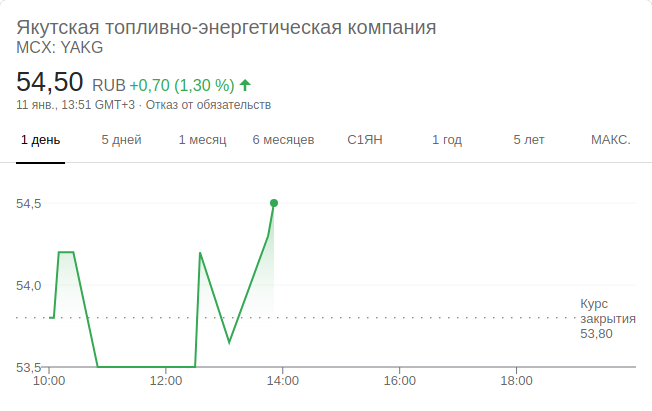 Якутская топливно-энергетическая компания
MCX: YAKG
54,50 RUB +0,70 (1,30 %)
11 янв., 13:51 GMT+3 · Отказ от обязательств
1 день 5 дней 1 месяц 6 месяцев С1ЯН 1 год 5 лет МАКС.
54,5
54,0
Курс
закрытия
53,80
53,5
10:00 12:00 14:00 16:00 18:00